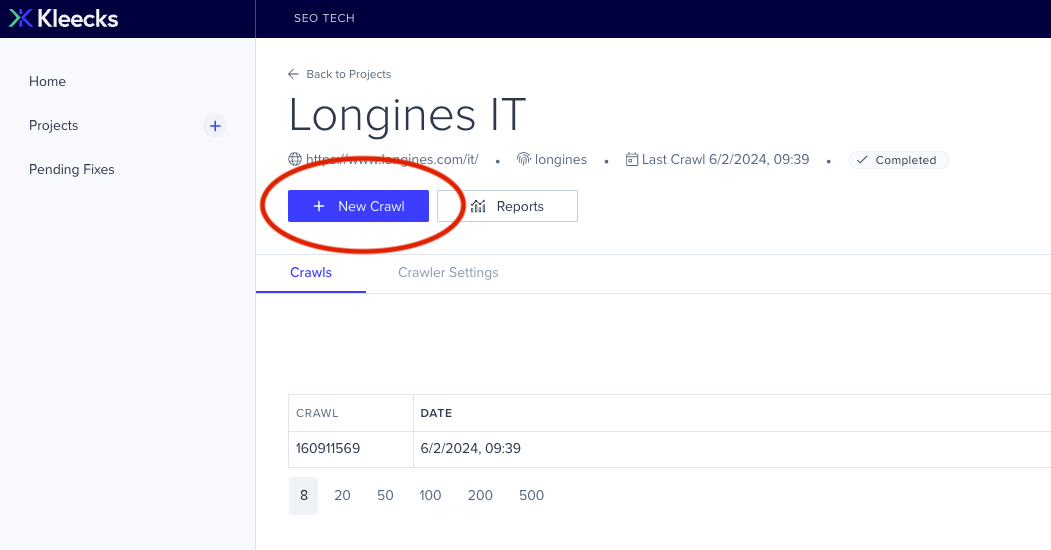 Kleecks
SEO TECH
Home
Projects
Pending Fixes
Back to Projects
Longines IT
https://www.longines.com/it/ • longines • Last Crawl 6/2/2024, 09:39 • Completed
+ New Crawl Reports
Crawls Crawler Settings
CRAWL DATE
160911569 6/2/2024, 09:39
8 20 50 100 200 500